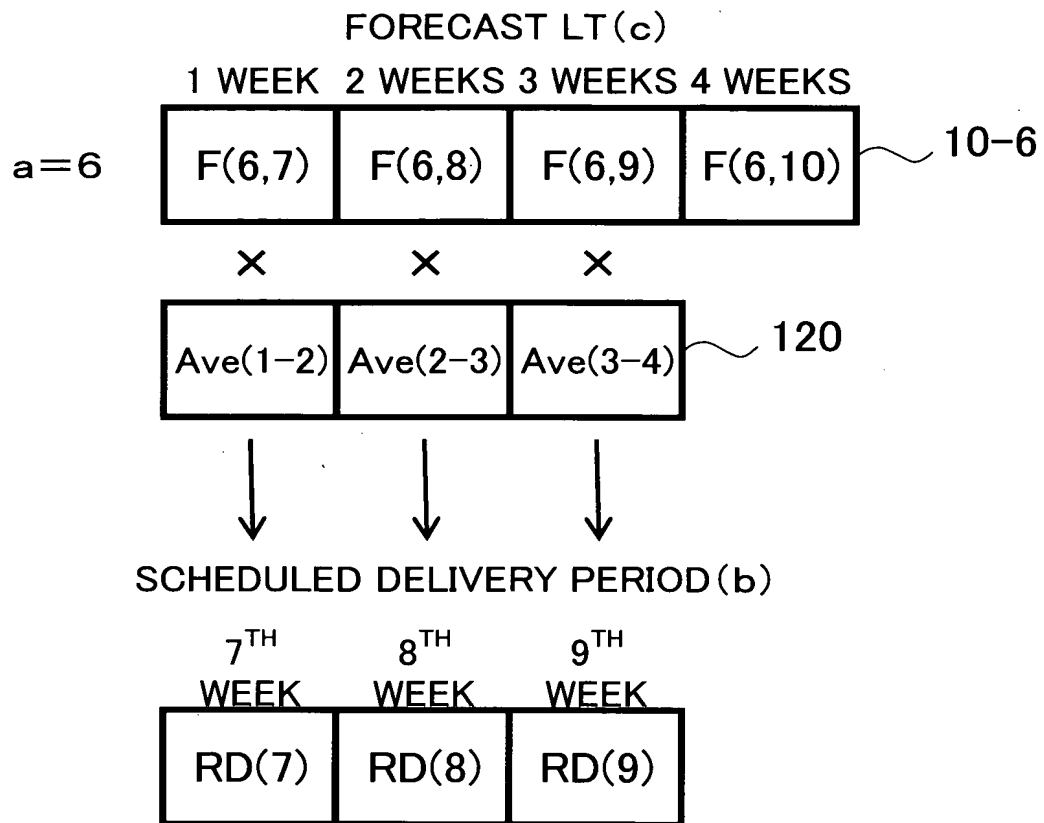 FORECAST LT(c)
1 WEEK 2 WEEKS 3 WEEKS 4 WEEKS
a=6 F(6,7) F(6,8) F(6,9) F(6,10) 10-6
× × ×
Ave(1-2) Ave(2-3) Ave(3-4) 120
SCHEDULED DELIVERY PERIOD(b)
7TH 8TH 9TH
WEEK WEEK WEEK
RD(7) RD(8) RD(9)